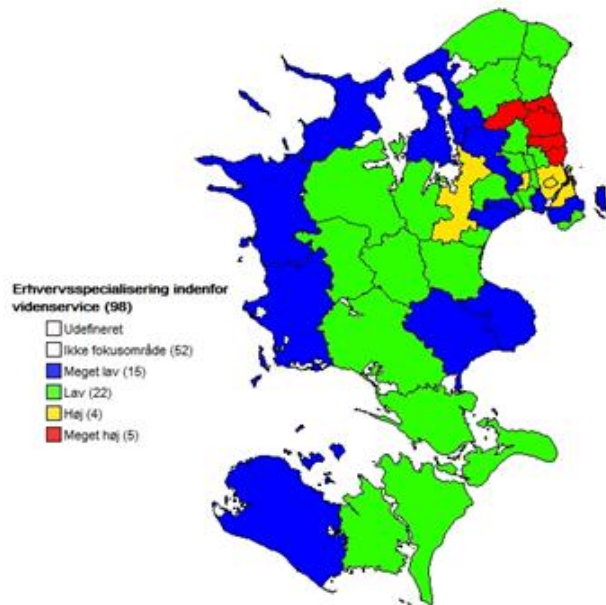 Erhvervsspecialisering indenfor
videnservice (98)
Udefineret
Ikke fokusområde (52)
Meget lav (15)
Lav (22)
Høj (4)
Meget høj (5)